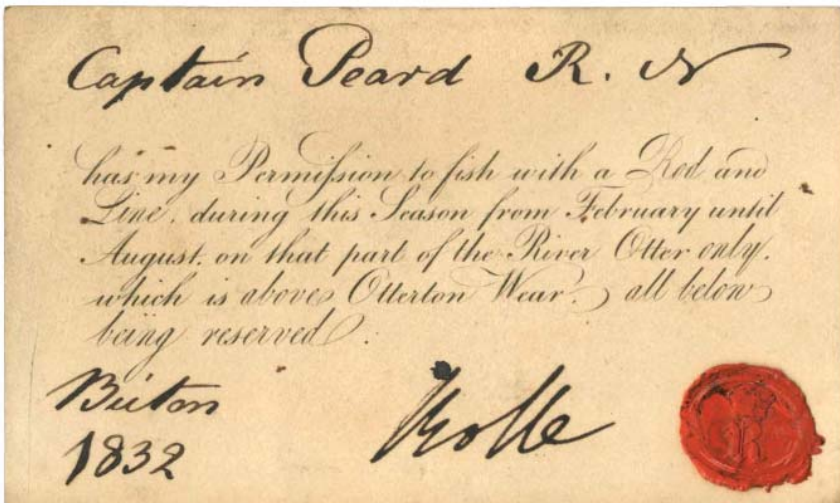 Captain Peard R. N
has my Permiſsion to fish with a Rod and
Line, during this Season from February until
August, on that part of the River Otter only,
which is above Otterton Wear, all below
being reserved.
Bicton
1832
Rolle
R